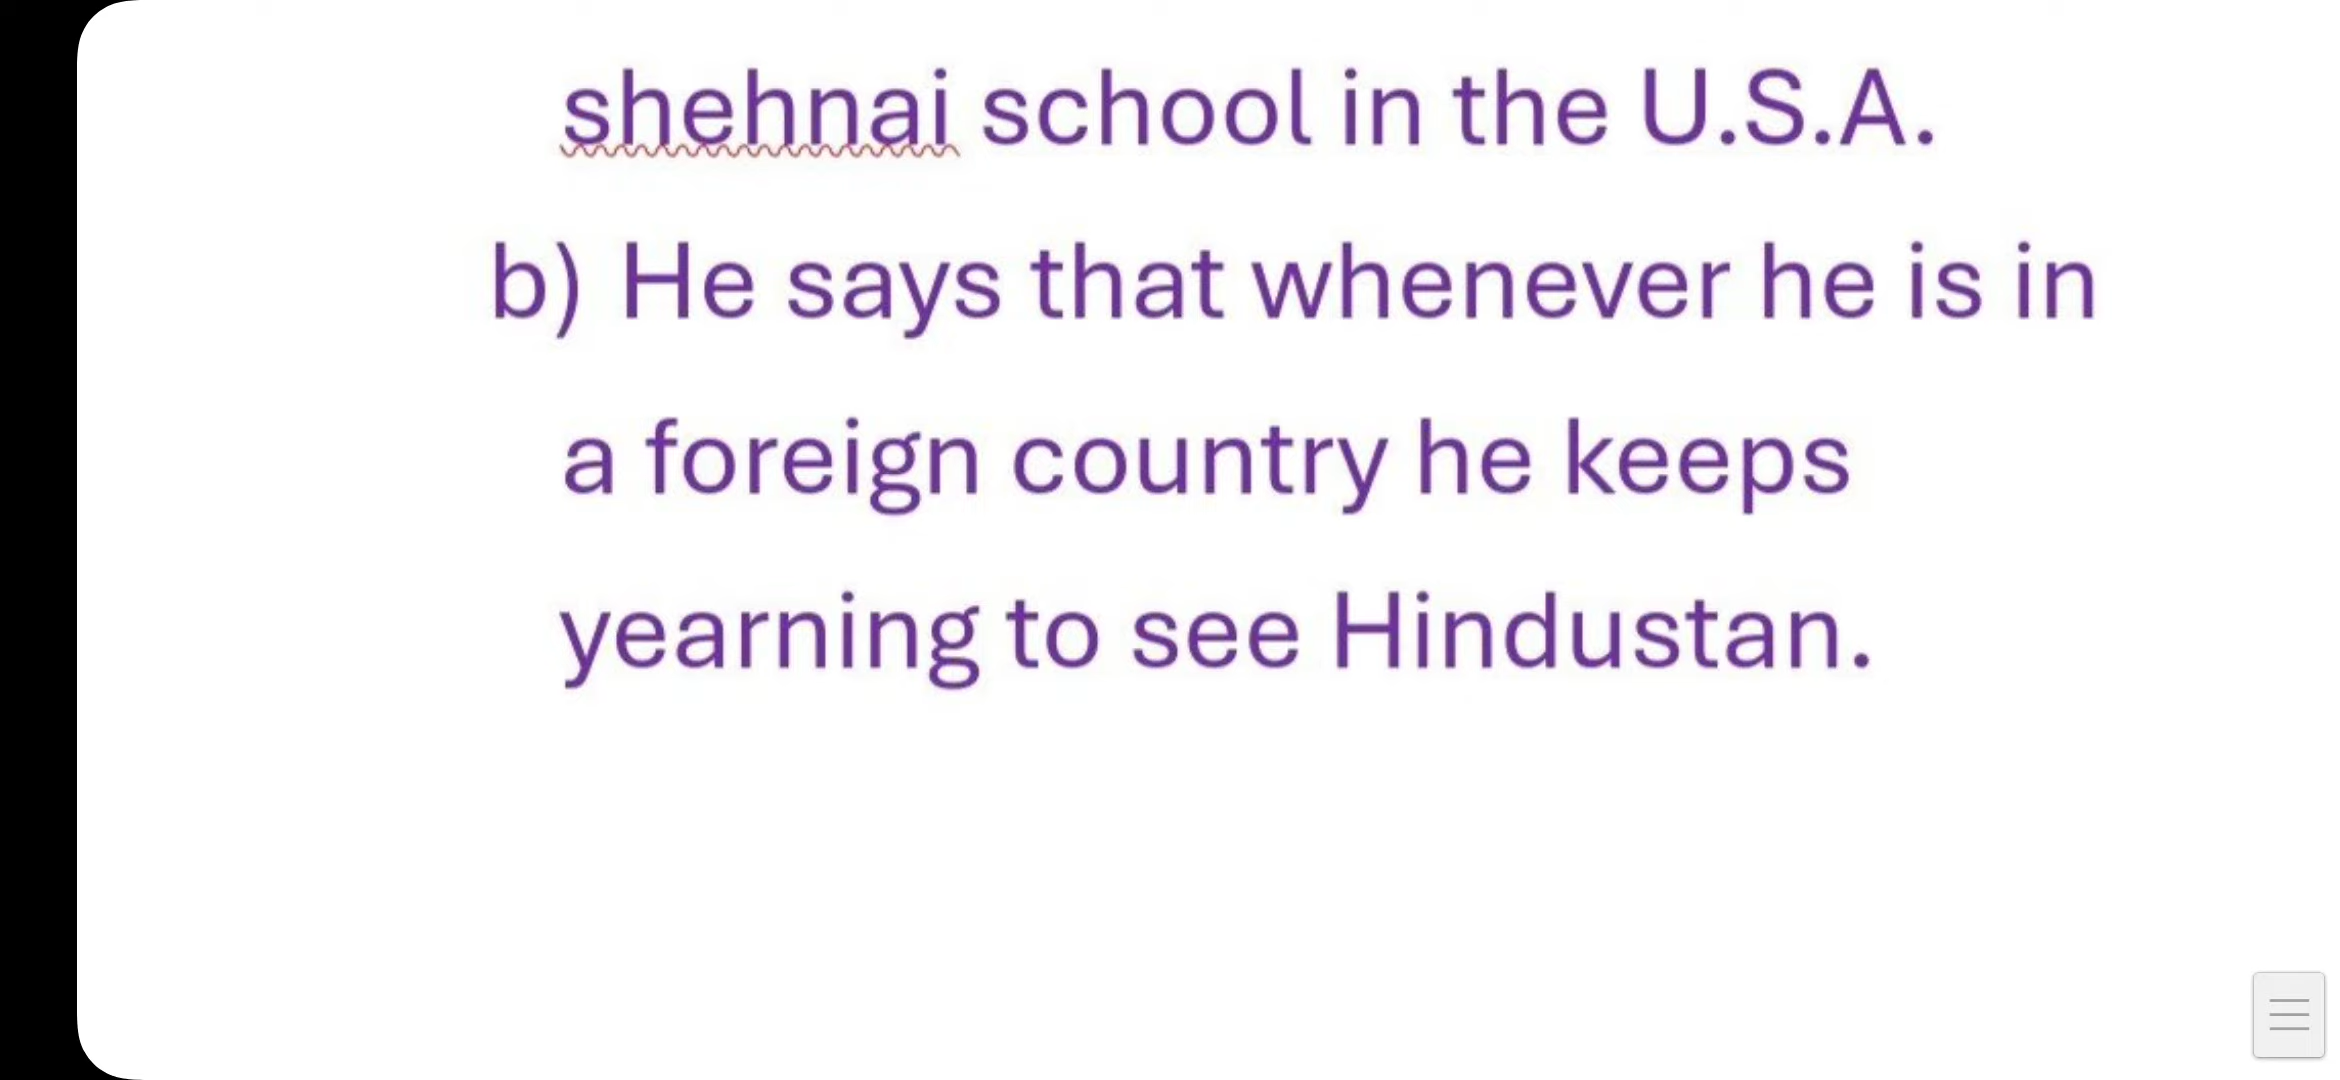 shehnai school in the U.S.A.
b) He says that whenever he is in
a foreign country he keeps
yearning to see Hindustan.